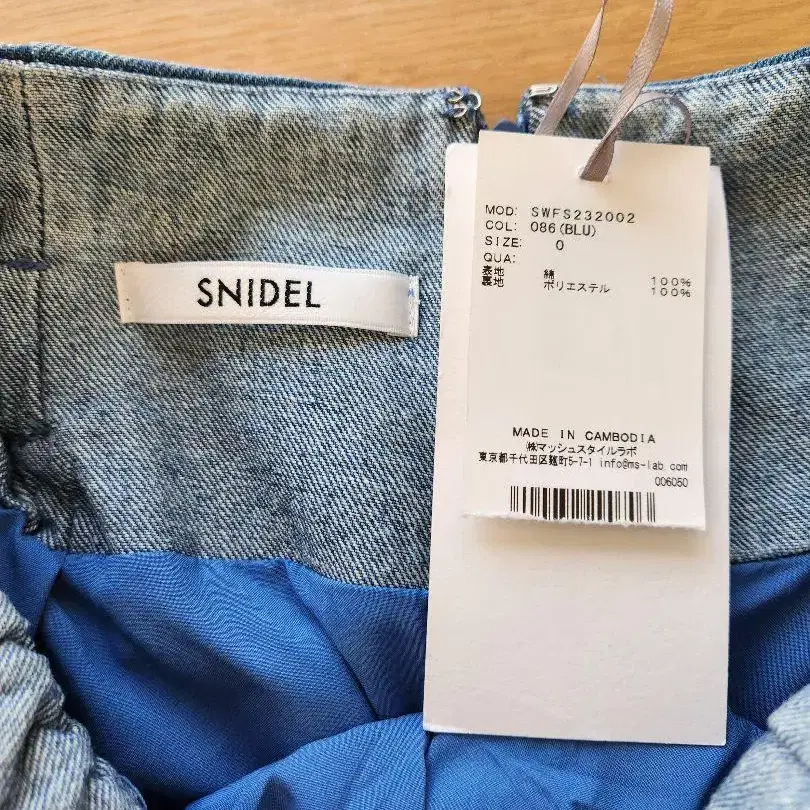 SNIDEL
MOD: SWFS232002
COL: 086(BLU)
SIZE: 0
QUA:
表地 綿 100%
裏地 ポリエステル 100%
MADE IN CAMBODIA
㈱マッシュスタイルラボ
東京都千代田区麹町5-7-1 info@ms-lab.com
006050